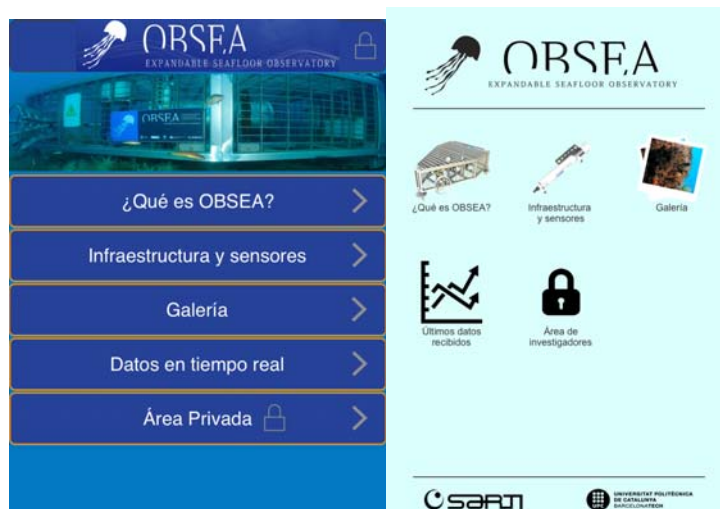 OBSEA
EXPANDABLE SEAFLOOR OBSERVATORY
OBSEA
¿Qué es OBSEA?
Infraestructura y sensores
Galería
Datos en tiempo real
Área Privada
OBSEA
EXPANDABLE SEAFLOOR OBSERVATORY
¿Qué es OBSEA?
Infraestructura
y sensores
Galería
Últimos datos
recibidos
Área de
investigadores
sarti
UPC
UNIVERSITAT POLITÈCNICA
DE CATALUNYA
BARCELONATECH